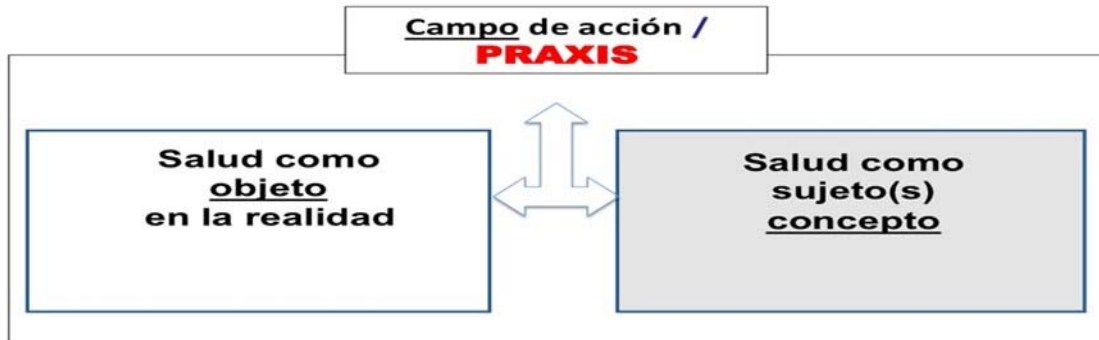 Campo de acción /
PRAXIS
Salud como
objeto
en la realidad
Salud como
sujeto(s)
concepto